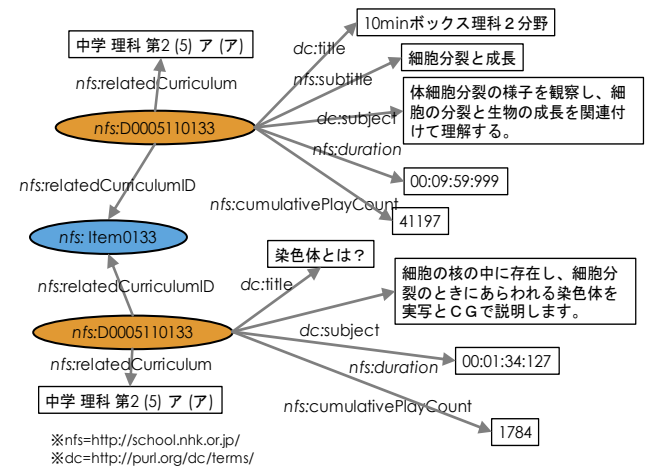 10minボックス理科２分野
中学 理科 第2 (5) ア (ア)
dc:title
細胞分裂と成長
nfs:subtitle
nfs:relatedCurriculum
体細胞分裂の様子を観察し、細
胞の分裂と生物の成長を関連付
けて理解する。
dc:subject
nfs:D0005110133
nfs:duration
00:09:59:999
nfs:relatedCurriculumID
nfs:cumulativePlayCount
41197
nfs: Item0133
染色体とは？
細胞の核の中に存在し、細胞分
裂のときにあらわれる染色体を
実写とＣＧで説明します。
dc:title
nfs:relatedCurriculumID
nfs:D0005110133
dc:subject
nfs:relatedCurriculum
nfs:duration
00:01:34:127
中学 理科 第2 (5) ア (ア)
nfs:cumulativePlayCount
1784
※nfs=http://school.nhk.or.jp/
※dc=http://purl.org/dc/terms/